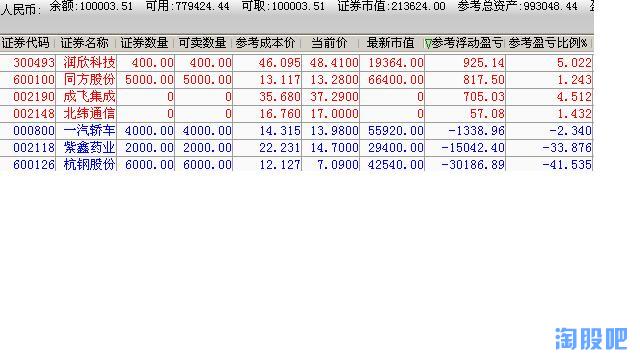 人民币: 余额:100003.51 可用:779424.44 可取:100003.51 证券市值:213624.00 参考总资产:993048.44
证券代码 证券名称 证券数量 可卖数量 参考成本价 当前价 最新市值 参考浮动盈亏 参考盈亏比例%
300493 润欣科技 400.00 400.00 46.095 48.4100 19364.00 925.14 5.022
600100 同方股份 5000.00 5000.00 13.117 13.2800 66400.00 817.50 1.243
002190 成飞集成 0 0 35.680 37.2900 0 705.03 4.512
002148 北纬通信 0 0 16.760 17.0000 0 57.08 1.432
000800 一汽轿车 4000.00 4000.00 14.315 13.9800 55920.00 -1338.96 -2.340
002118 紫鑫药业 2000.00 2000.00 22.231 14.7000 29400.00 -15042.40 -33.876
600126 杭钢股份 6000.00 6000.00 12.127 7.0900 42540.00 -30186.89 -41.535
淘股吧